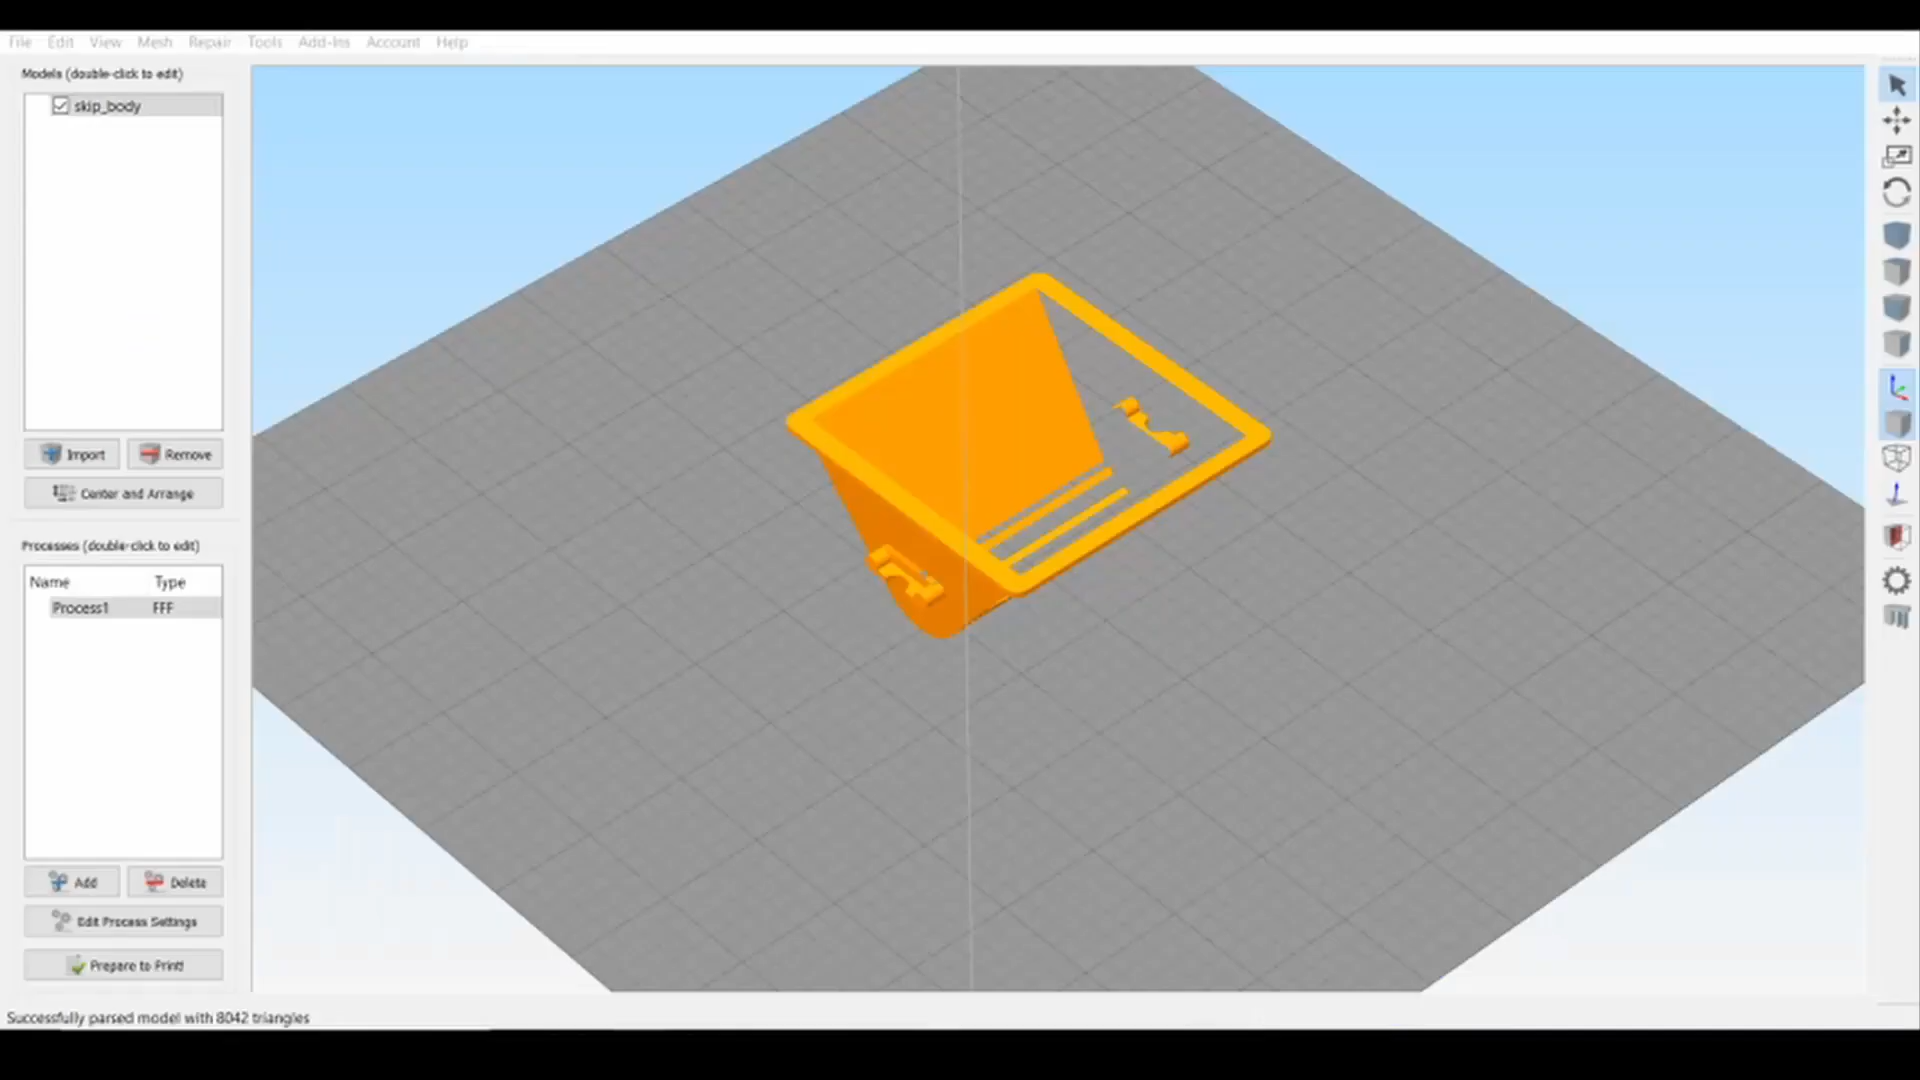 File Edit View Mesh Repair Tools Add-Ins Account Help
Models (double-click to edit)
skip_body
Import Remove
Center and Arrange
Processes (double-click to edit)
Name Type
Process1 FFF
Add Delete
Edit Process Settings
Prepare to Print!
Successfully parsed model with 8042 triangles